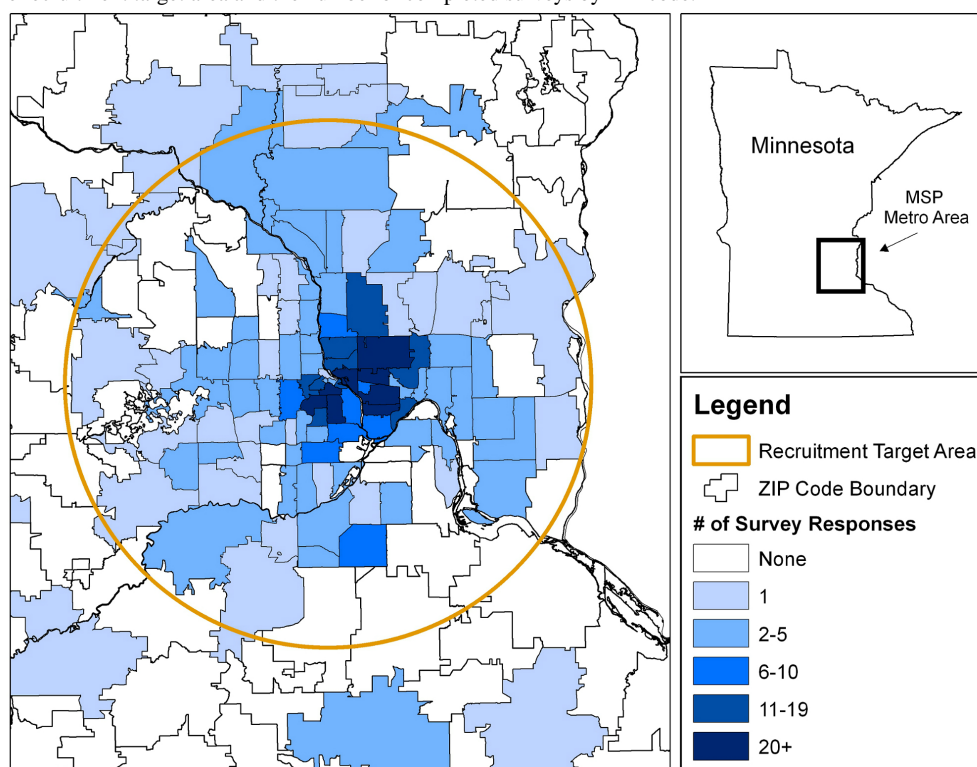 Minnesota
MSP
Metro Area
Legend
Recruitment Target Area
ZIP Code Boundary
# of Survey Responses
None
1
2-5
6-10
11-19
20+